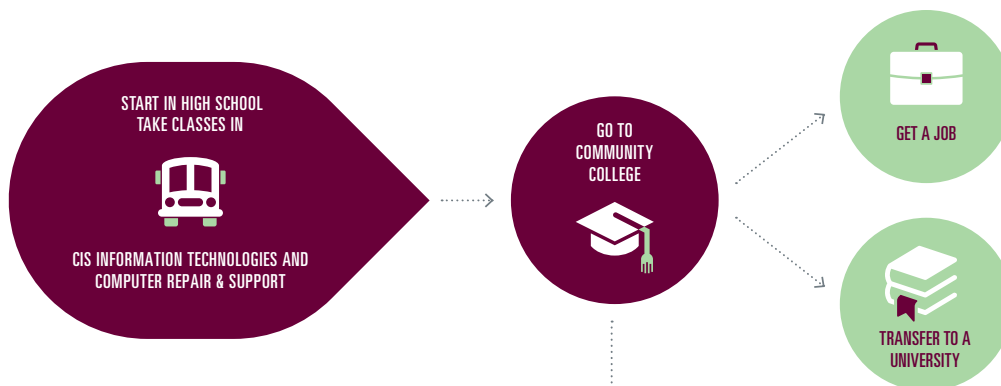 START IN HIGH SCHOOL
TAKE CLASSES IN
CIS INFORMATION TECHNOLOGIES AND
COMPUTER REPAIR & SUPPORT
GO TO
COMMUNITY
COLLEGE
GET A JOB
TRANSFER TO A
UNIVERSITY